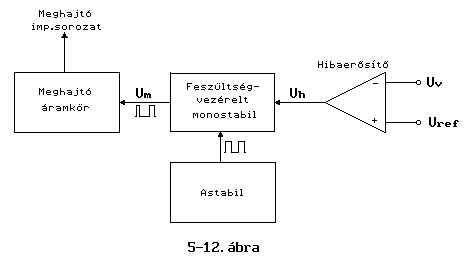 Meghajtó
imp.sorozat
Hibaerősítő
Meghajtó
áramkör
Um
Feszültség-
vezérelt
monostabil
Uh
-
Uv
+
Uref
Astabil
5-12. ábra